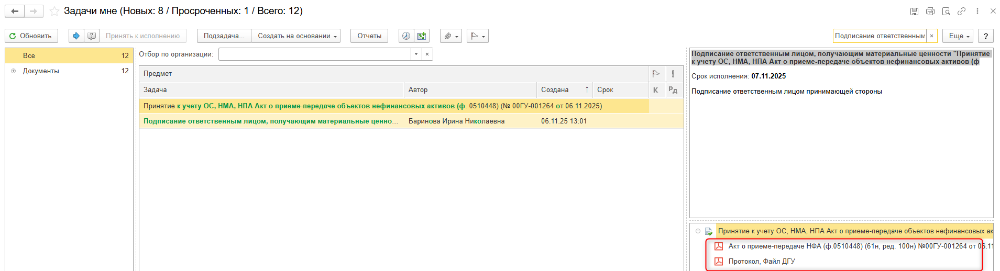 Задачи мне (Новых: 8 / Просроченных: 1 / Всего: 12)
Обновить
Принять к исполнению
Подзадача...
Создать на основании
Отчеты
Подписание ответственным
×
Еще
?
Все 12
Документы 12
Отбор по организации:
×
Предмет
Задача Автор Создана ↑ Срок К Рд
Принятие к учету ОС, НМА, НПА Акт о приеме-передаче объектов нефинансовых активов (ф. 0510448) (№ 00ГУ-001264 от 06.11.2025)
Подписание ответственным лицом, получающим материальные ценно... Баринова Ирина Николаевна 06.11.25 13:01
Подписание ответственным лицом, получающим материальные ценности "Принятие
к учету ОС, НМА, НПА Акт о приеме-передаче объектов нефинансовых активов (ф
Срок исполнения: 07.11.2025
Подписание ответственным лицом принимающей стороны
Принятие к учету ОС, НМА, НПА Акт о приеме-передаче объектов нефинансовых ак
Акт о приеме-передаче НФА (ф.0510448) (61н, ред. 100н) №00ГУ-001264 от 06.11
Протокол, Файл ДГУ